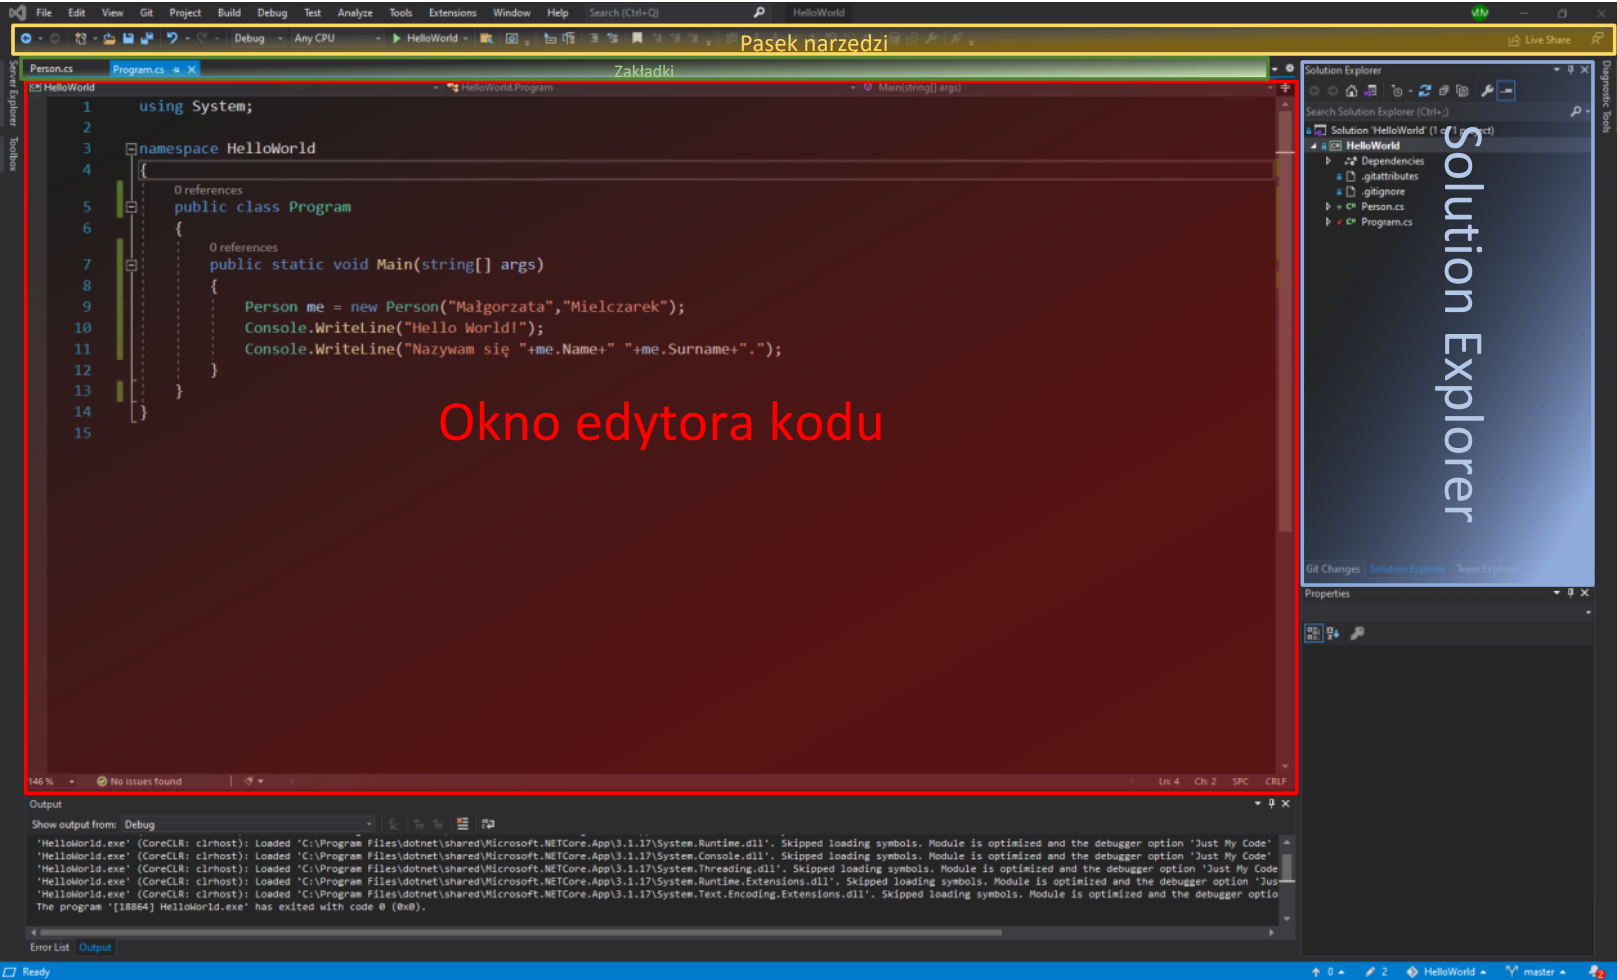 File Edit View Git Project Build Debug Test Analyze Tools Extensions Window Help Search (Ctrl+Q) HelloWorld MM
Debug Any CPU HelloWorld Pasek narzedzi Live Share
Person.cs Program.cs Zakładki
Server Explorer
Toolbox
HelloWorld HelloWorld.Program Main(string[] args)
1 using System;
2
3 namespace HelloWorld
4 {
0 references
5 public class Program
6 {
0 references
7 public static void Main(string[] args)
8 {
9 Person me = new Person("Małgorzata","Mielczarek");
10 Console.WriteLine("Hello World!");
11 Console.WriteLine("Nazywam się "+me.Name+" "+me.Surname+".");
12 }
13 }
14 }
15
Okno edytora kodu
146 % No issues found Ln: 4 Ch: 2 SPC CRLF
Solution Explorer
Search Solution Explorer (Ctrl+;)
Solution 'HelloWorld' (1 of 1 project)
HelloWorld
Dependencies
.gitattributes
.gitignore
Person.cs
Program.cs
Solution Explorer
Git Changes Solution Explorer Team Explorer
Diagnostic Tools
Properties
Output
Show output from: Debug
'HelloWorld.exe' (CoreCLR: clrhost): Loaded 'C:\Program Files\dotnet\shared\Microsoft.NETCore.App\3.1.17\System.Runtime.dll'. Skipped loading symbols. Module is optimized and the debugger option 'Just My Code'
'HelloWorld.exe' (CoreCLR: clrhost): Loaded 'C:\Program Files\dotnet\shared\Microsoft.NETCore.App\3.1.17\System.Console.dll'. Skipped loading symbols. Module is optimized and the debugger option 'Just My Code'
'HelloWorld.exe' (CoreCLR: clrhost): Loaded 'C:\Program Files\dotnet\shared\Microsoft.NETCore.App\3.1.17\System.Threading.dll'. Skipped loading symbols. Module is optimized and the debugger option 'Just My Code
'HelloWorld.exe' (CoreCLR: clrhost): Loaded 'C:\Program Files\dotnet\shared\Microsoft.NETCore.App\3.1.17\System.Runtime.Extensions.dll'. Skipped loading symbols. Module is optimized and the debugger option 'Jus
'HelloWorld.exe' (CoreCLR: clrhost): Loaded 'C:\Program Files\dotnet\shared\Microsoft.NETCore.App\3.1.17\System.Text.Encoding.Extensions.dll'. Skipped loading symbols. Module is optimized and the debugger optio
The program '[18864] HelloWorld.exe' has exited with code 0 (0x0).
Error List Output
Ready 0 2 HelloWorld master 2